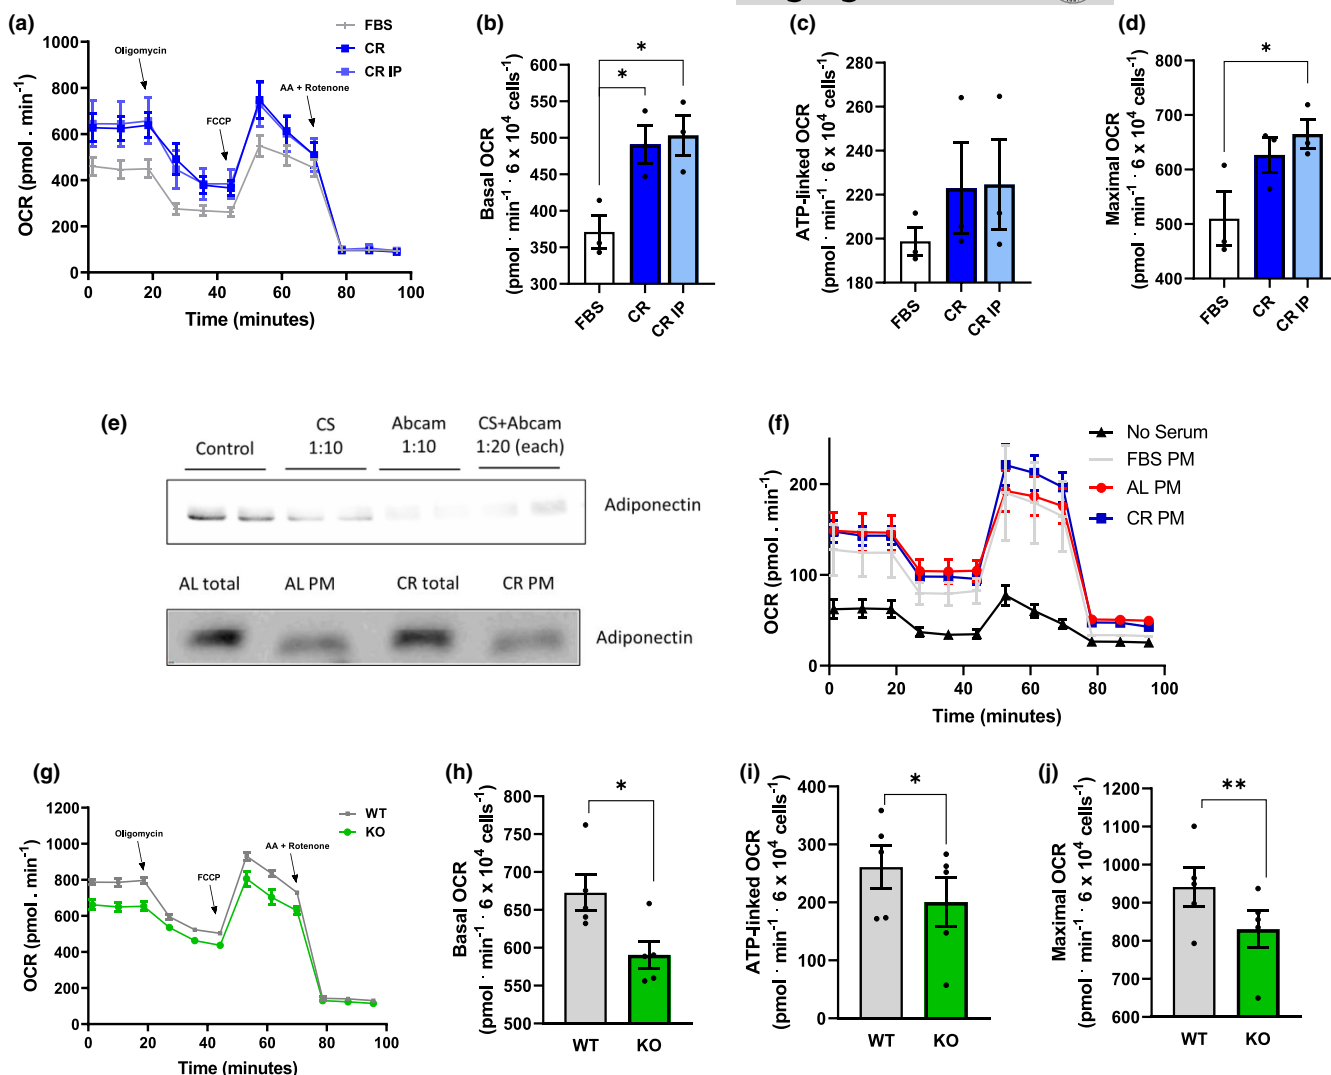 (a)
FBS
CR
CR IP
1000
800
600
400
200
0
OCR (pmol . min⁻¹)
Oligomycin
FCCP
AA + Rotenone
0 20 40 60 80 100
Time (minutes)
(b)
Basal OCR
(pmol · min⁻¹ · 6 x 10⁴ cells⁻¹)
600
550
500
450
400
350
300
*
*
FBS CR CR IP
(c)
ATP-linked OCR
(pmol · min⁻¹ · 6 x 10⁴ cells⁻¹)
280
260
240
220
200
180
FBS CR CR IP
(d)
Maximal OCR
(pmol · min⁻¹ · 6 x 10⁴ cells⁻¹)
800
700
600
500
400
*
FBS CR CR IP
(e)
Control
CS
1:10
Abcam
1:10
CS+Abcam
1:20 (each)
Adiponectin
AL total AL PM CR total CR PM
Adiponectin
(f)
No Serum
FBS PM
AL PM
CR PM
OCR (pmol . min⁻¹)
200
100
0
0 20 40 60 80 100
Time (minutes)
(g)
WT
KO
OCR (pmol . min⁻¹)
1200
1000
800
600
400
200
0
Oligomycin
FCCP
AA + Rotenone
0 20 40 60 80 100
Time (minutes)
(h)
Basal OCR
(pmol · min⁻¹ · 6 x 10⁴ cells⁻¹)
800
750
700
650
600
550
500
*
WT KO
(i)
ATP-linked OCR
(pmol · min⁻¹ · 6 x 10⁴ cells⁻¹)
400
300
200
100
0
*
WT KO
(j)
Maximal OCR
(pmol · min⁻¹ · 6 x 10⁴ cells⁻¹)
1200
1100
1000
900
800
700
600
**
WT KO